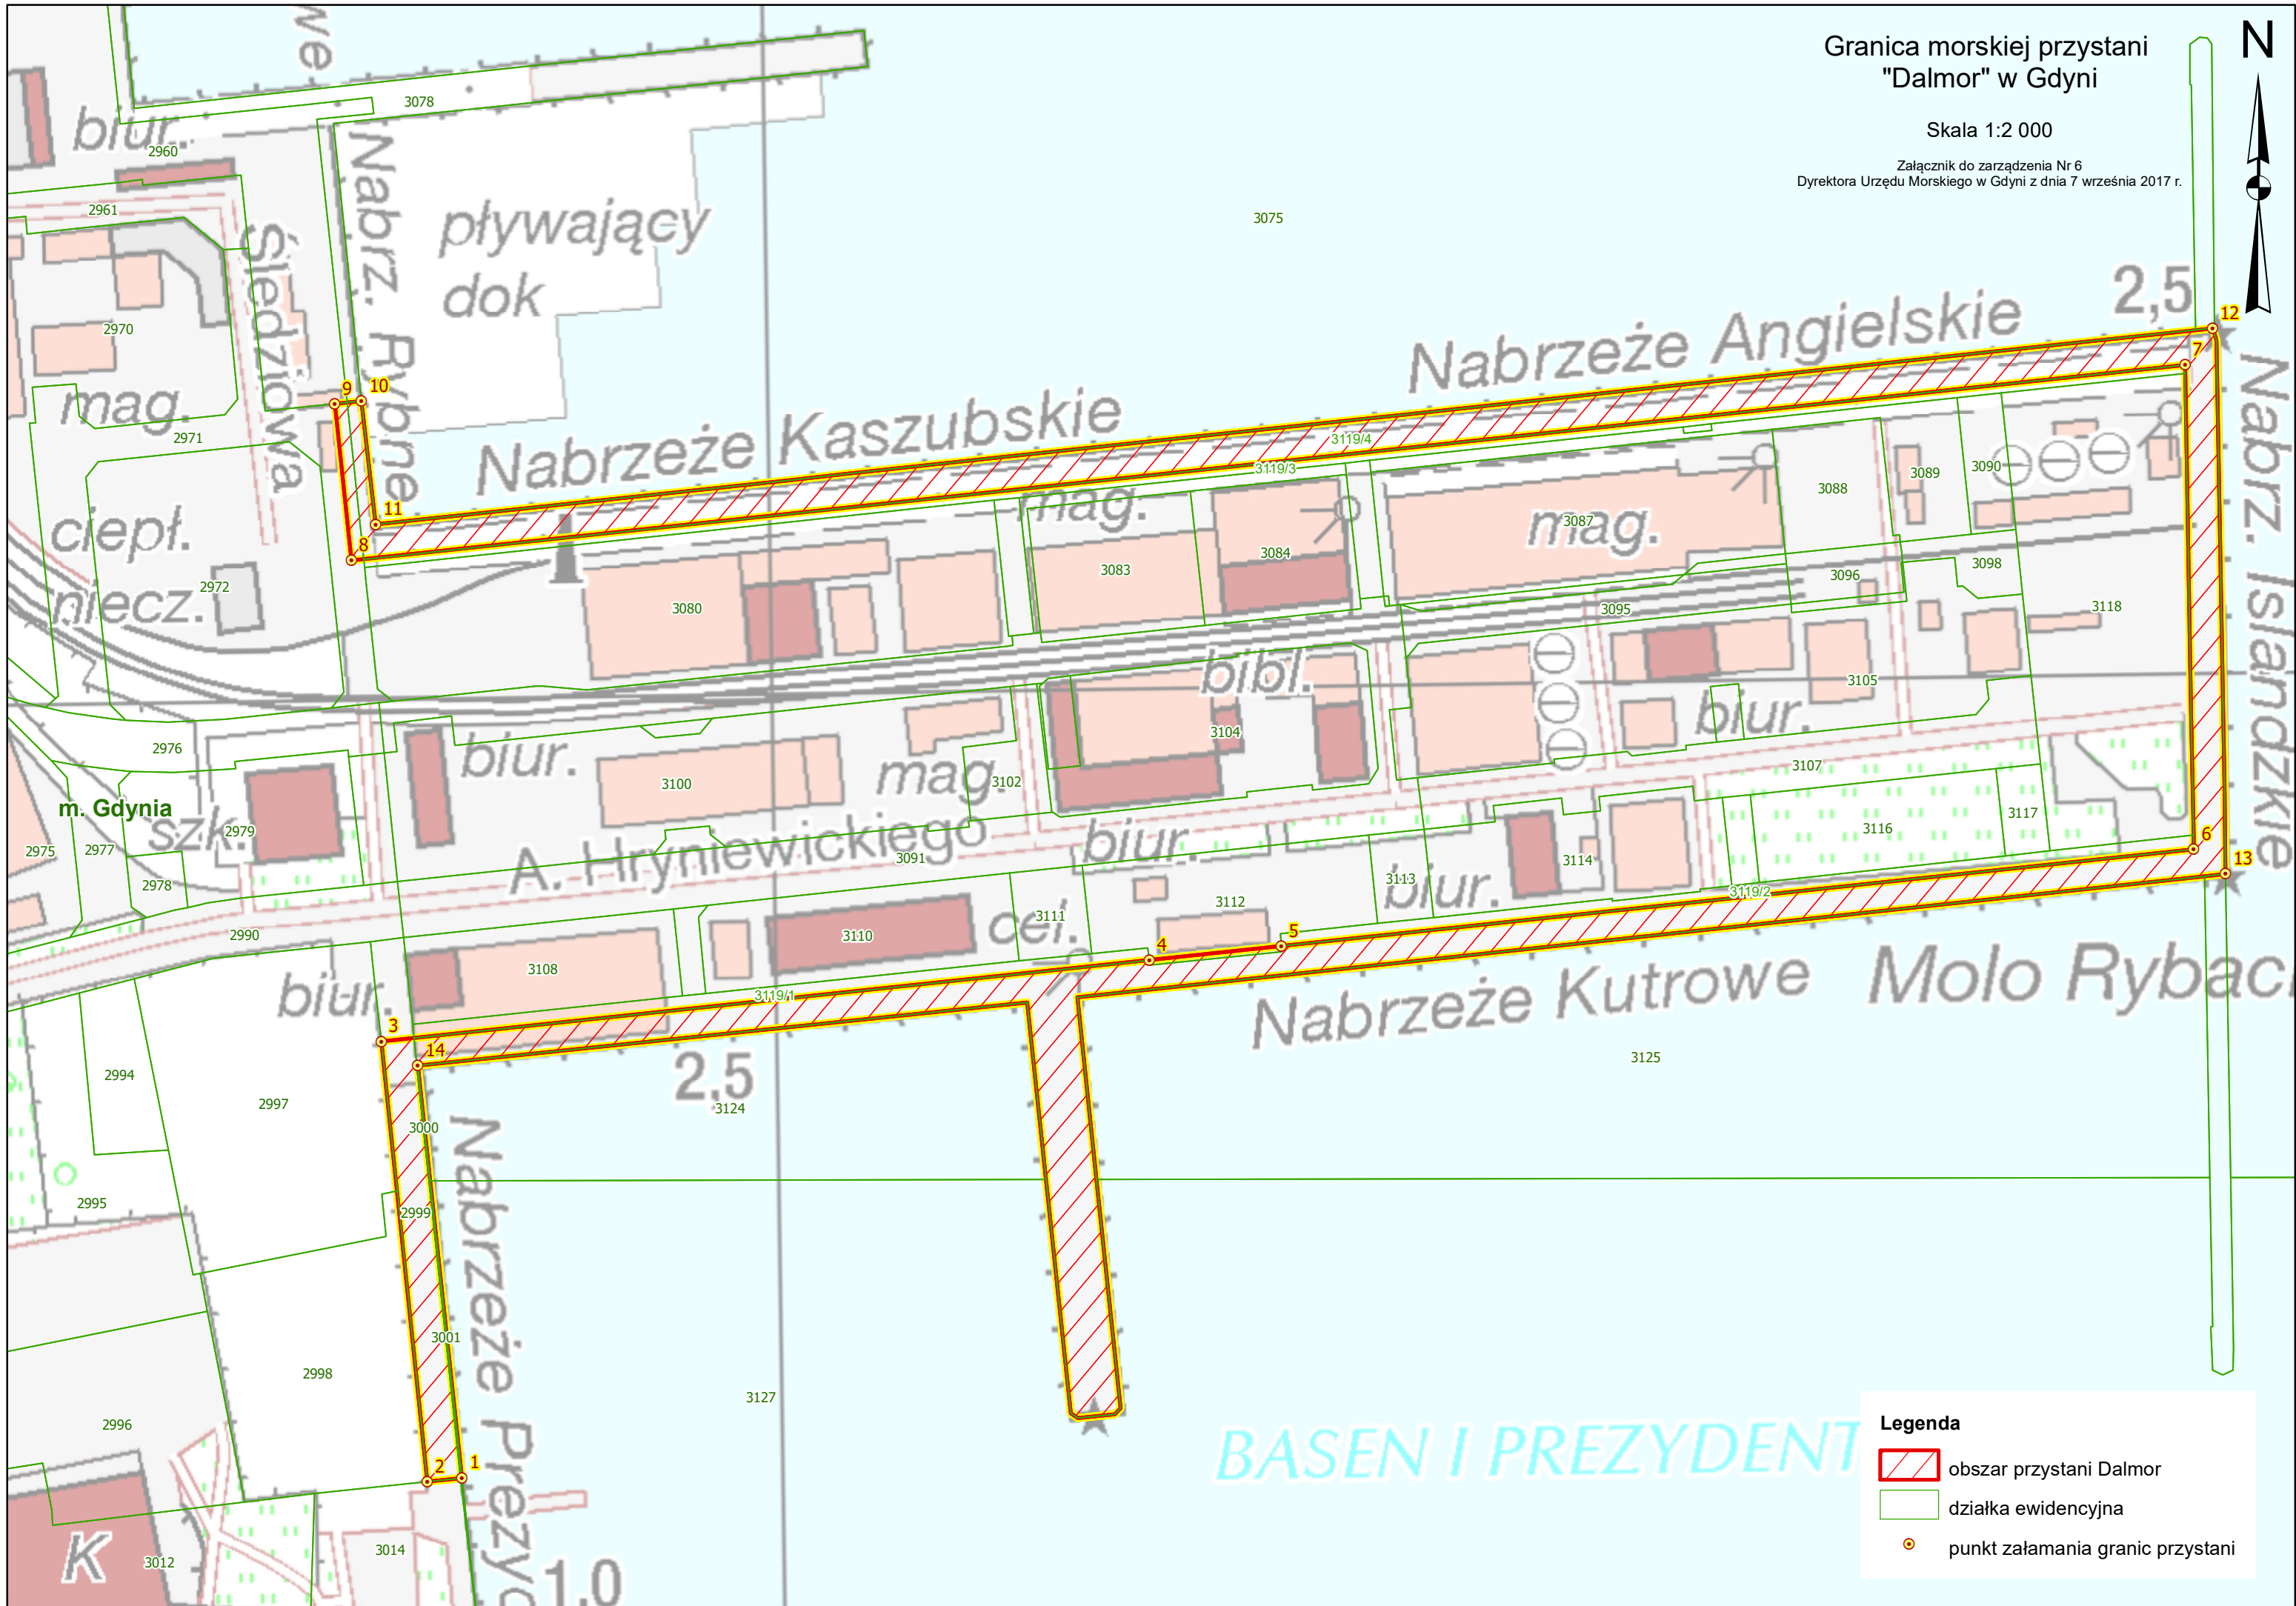 Granica morskiej przystani
"Dalmor" w Gdyni
Skala 1:2 000
Załącznik do zarządzenia Nr 6
Dyrektora Urzędu Morskiego w Gdyni z dnia 7 września 2017 r.
N
we
3078
biur.
2960
2961
Nabrz. Rybne
Śledziowa
pływający
dok
3075
2,5
12
7
2970
mag.
9
10
2971
Nabrzeże Kaszubskie
Nabrzeże Angielskie
Nabrz. Islandzkie
3119/4
3119/3
11
8
ciepł.
niecz.
2972
mag.
3084
3083
3080
3087
mag.
3088
3089
3090
3096
3098
3095
3118
bibl.
3104
3105
biur.
2976
biur.
3100
mag.
3102
3107
m. Gdynia
szk.
2979
2975
2977
2978
A. Hryniewickiego
3091
biur.
3116
3117
6
13
3114
3113
biur.
3119/2
3112
3111
cel.
3110
4
5
2990
3108
biur.
3119/1
3
14
Nabrzeże Kutrowe
Molo Rybac
2,5
3124
3125
2994
2997
3000
2995
2999
3001
Nabrzeże Prezyd
2998
2996
3127
2
1
BASEN I PREZYDENT
K
3012
3014
1,0
Legenda
obszar przystani Dalmor
działka ewidencyjna
punkt załamania granic przystani